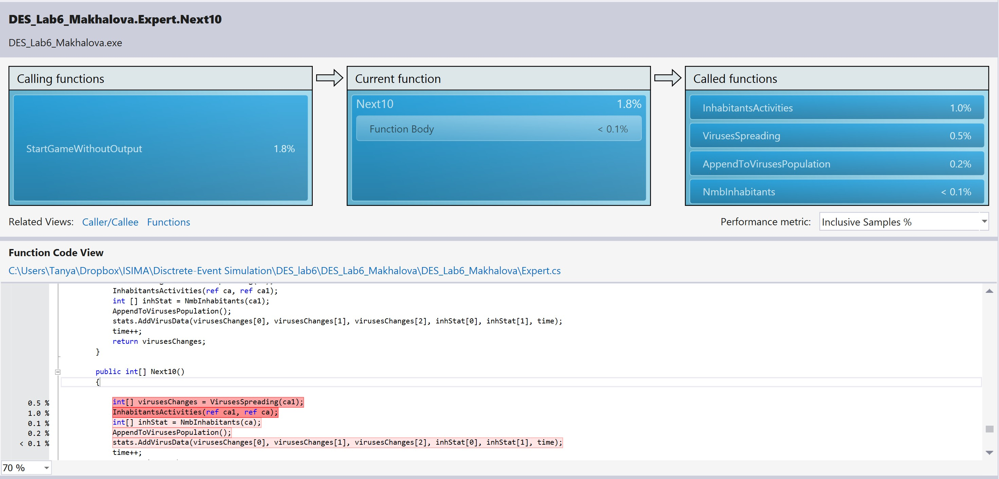 DES_Lab6_Makhalova.Expert.Next10
DES_Lab6_Makhalova.exe
Calling functions
StartGameWithoutOutput 1.8%
Current function
Next10 1.8%
Function Body < 0.1%
Called functions
InhabitantsActivities 1.0%
VirusesSpreading 0.5%
AppendToVirusesPopulation 0.2%
NmbInhabitants < 0.1%
Related Views: Caller/Callee Functions
Performance metric: Inclusive Samples %
Function Code View
C:\Users\Tanya\Dropbox\ISIMA\Disctrete-Event Simulation\DES_lab6\DES_Lab6_Makhalova\DES_Lab6_Makhalova\Expert.cs
InhabitantsActivities(ref ca, ref ca1);
int [] inhStat = NmbInhabitants(ca1);
AppendToVirusesPopulation();
stats.AddVirusData(virusesChanges[0], virusesChanges[1], virusesChanges[2], inhStat[0], inhStat[1], time);
time++;
return virusesChanges;
}
public int[] Next10()
{
0.5 % int[] virusesChanges = VirusesSpreading(ca1);
1.0 % InhabitantsActivities(ref ca1, ref ca);
0.1 % int[] inhStat = NmbInhabitants(ca);
0.2 % AppendToVirusesPopulation();
< 0.1 % stats.AddVirusData(virusesChanges[0], virusesChanges[1], virusesChanges[2], inhStat[0], inhStat[1], time);
time++;
70 %